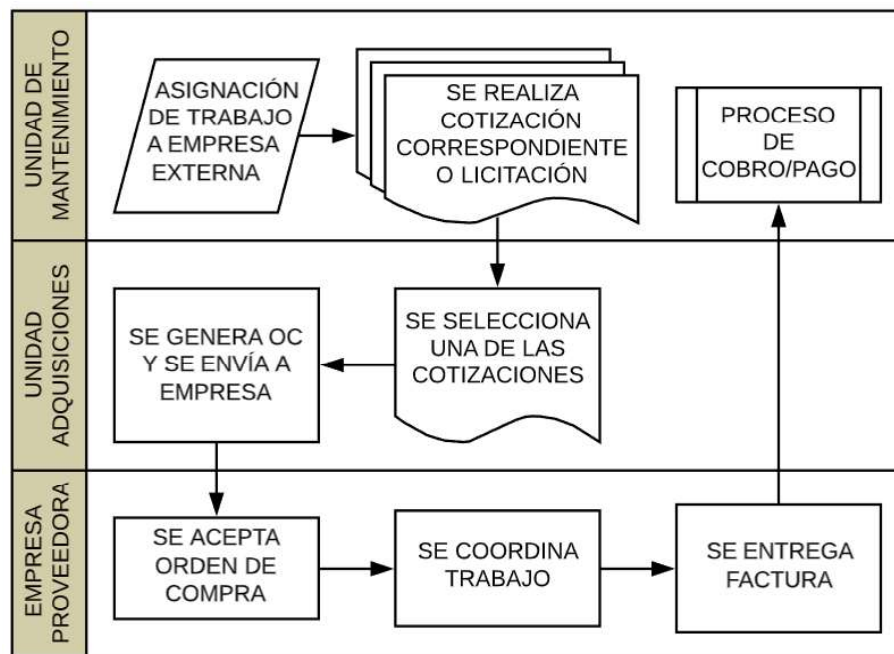 UNIDAD DE
MANTENIMIENTO
ASIGNACIÓN
DE TRABAJO
A EMPRESA
EXTERNA
SE REALIZA
COTIZACIÓN
CORRESPONDIENTE
O LICITACIÓN
PROCESO
DE
COBRO/PAGO
UNIDAD
ADQUISICIONES
SE GENERA OC
Y SE ENVÍA A
EMPRESA
SE SELECCIONA
UNA DE LAS
COTIZACIONES
EMPRESA
PROVEEDORA
SE ACEPTA
ORDEN DE
COMPRA
SE COORDINA
TRABAJO
SE ENTREGA
FACTURA